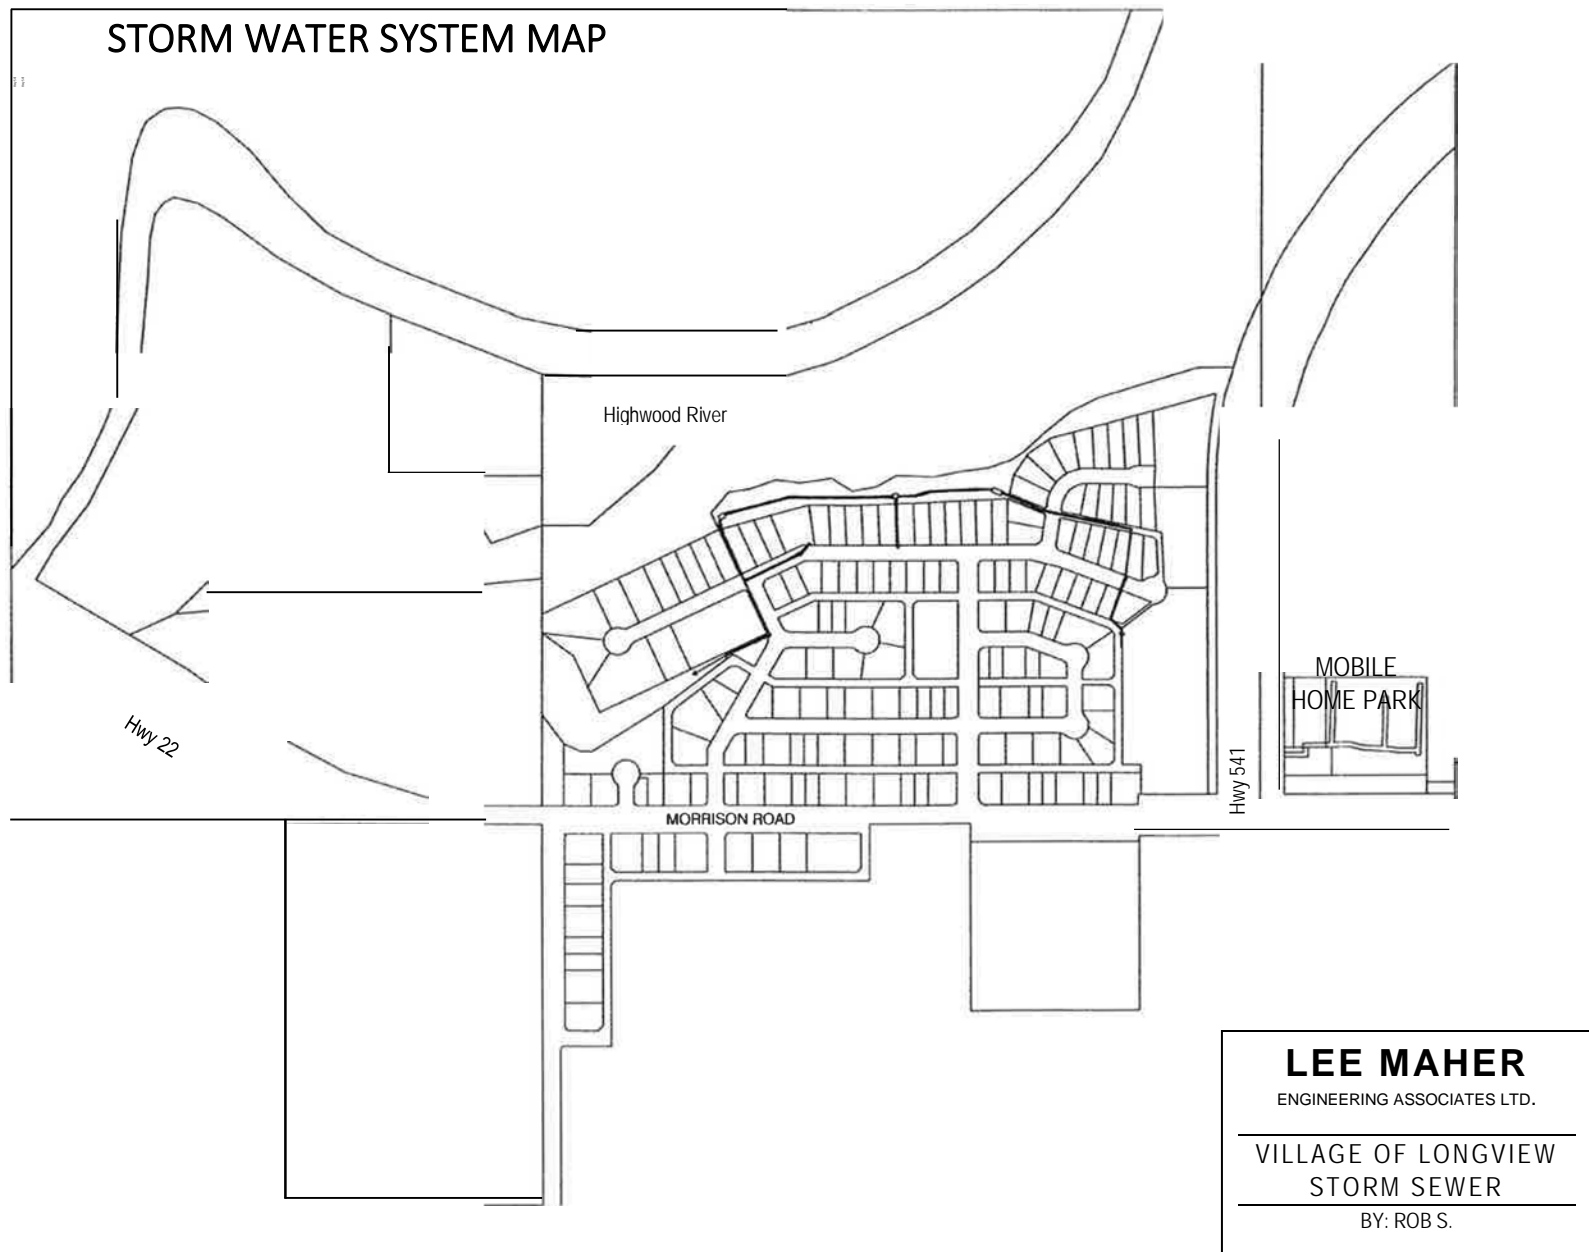 STORM WATER SYSTEM MAP
Highwood River
MOBILE
HOME PARK
Hwy 22
Hwy 541
MORRISON ROAD
LEE MAHER
ENGINEERING ASSOCIATES LTD.
VILLAGE OF LONGVIEW
STORM SEWER
BY: ROB S.